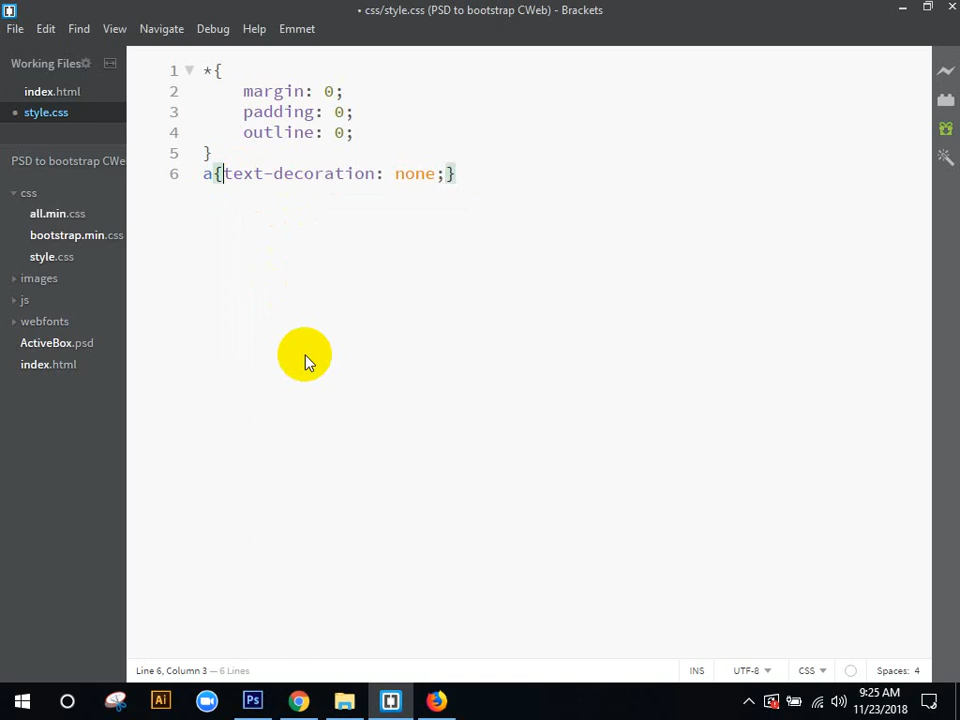 • css/style.css (PSD to bootstrap CWeb) - Brackets
File Edit Find View Navigate Debug Help Emmet
Working Files
index.html
style.css
PSD to bootstrap CWe
css
all.min.css
bootstrap.min.css
style.css
images
js
webfonts
ActiveBox.psd
index.html
1 *{
2 margin: 0;
3 padding: 0;
4 outline: 0;
5 }
6 a{text-decoration: none;}
Line 6, Column 3 — 6 Lines
INS UTF-8 CSS Spaces: 4
Ai Ps
9:25 AM
11/23/2018